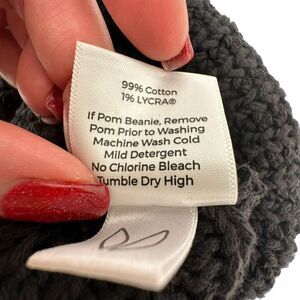 99% Cotton
1% LYCRA®
If Pom Beanie, Remove
Pom Prior to Washing
Machine Wash Cold
Mild Detergent
No Chlorine Bleach
Tumble Dry High